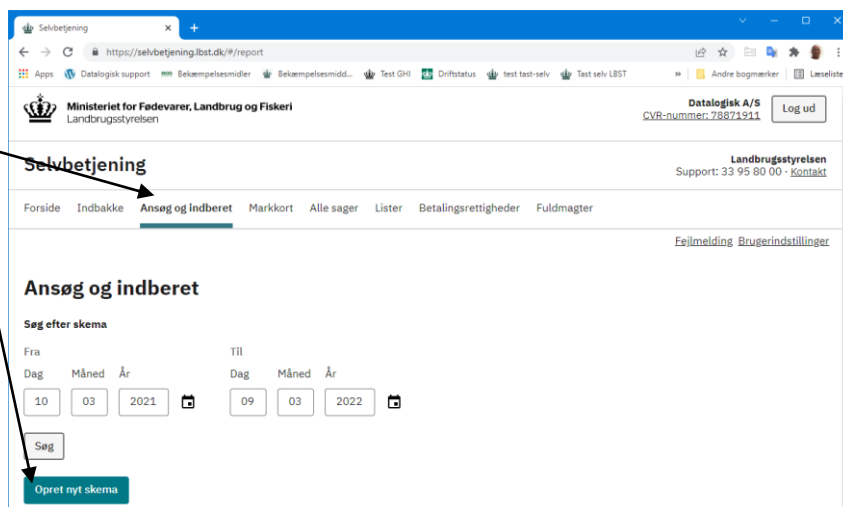 Selvbetjening
https://selvbetjening.lbst.dk/#/report
Apps Datalogisk support Bekæmpelsesmidler Bekæmpelsesmidd... Test GHI Driftstatus test tast-selv Tast selv LBST » Andre bogmærker Læseliste
Ministeriet for Fødevarer, Landbrug og Fiskeri
Landbrugsstyrelsen
Datalogisk A/S
CVR-nummer: 78871911
Log ud
Selvbetjening
Landbrugsstyrelsen
Support: 33 95 80 00 · Kontakt
Forside Indbakke Ansøg og indberet Markkort Alle sager Lister Betalingsrettigheder Fuldmagter
Fejlmelding Brugerindstillinger
Ansøg og indberet
Søg efter skema
Fra Til
Dag Måned År Dag Måned År
10 03 2021 09 03 2022
Søg
Opret nyt skema